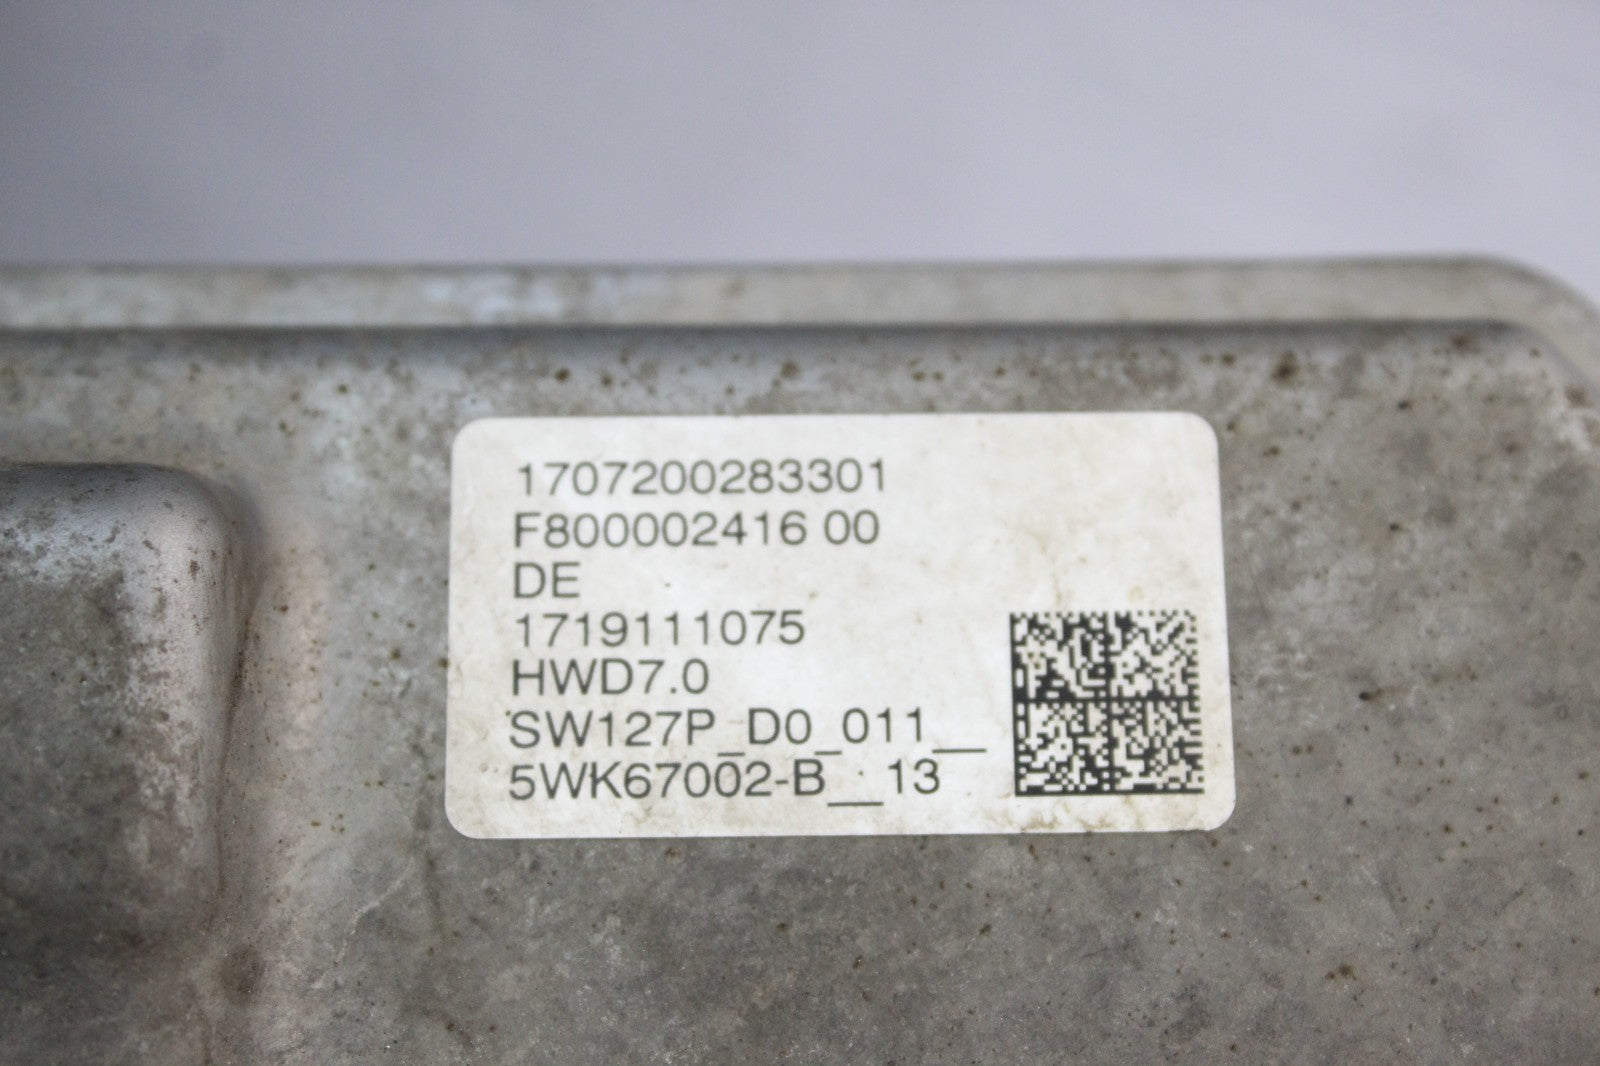 1707200283301
F800002416 00
DE
1719111075
HWD7.0
SW127P_D0_011__
5WK67002-B__13